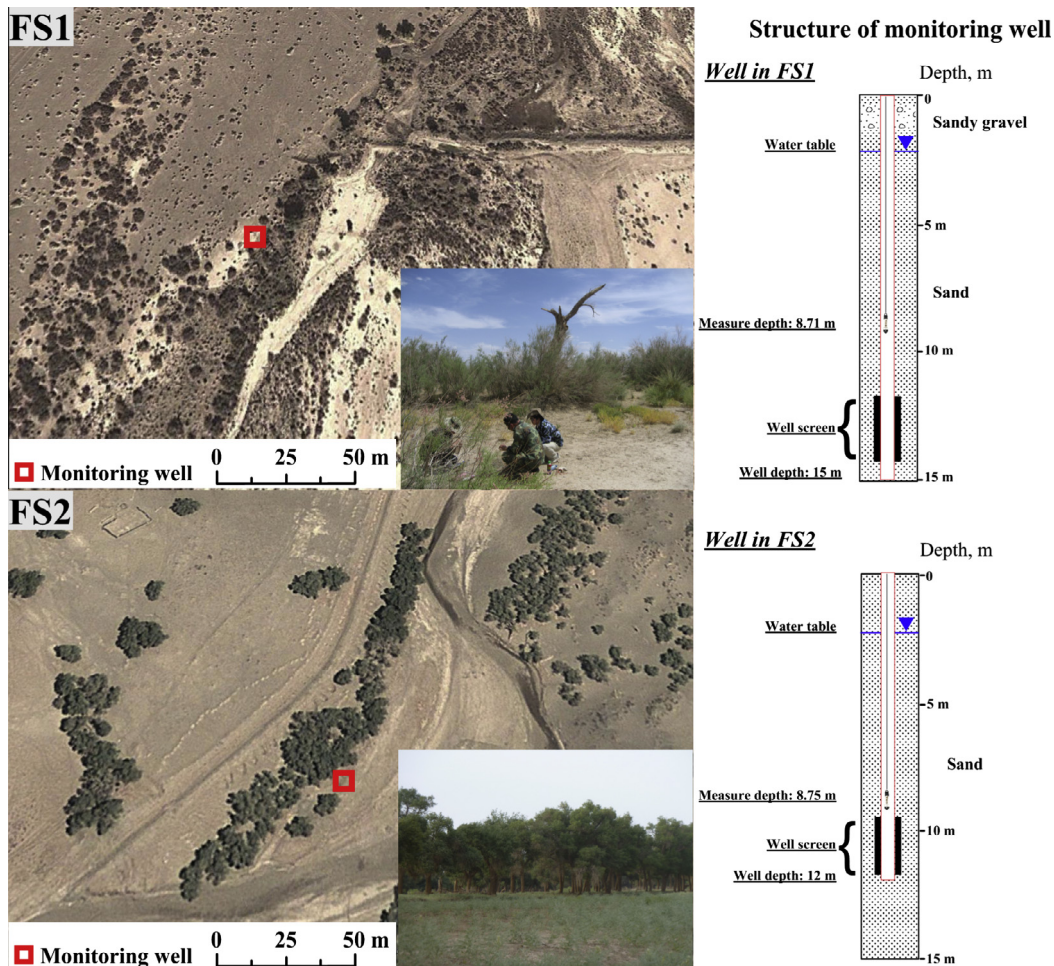 FS1
Monitoring well
0 25 50 m
FS2
Monitoring well
0 25 50 m
Structure of monitoring well
Well in FS1
Depth, m
0
Sandy gravel
Water table
5 m
Sand
Measure depth: 8.71 m
10 m
Well screen
Well depth: 15 m
15 m
Well in FS2
Depth, m
0
Water table
5 m
Sand
Measure depth: 8.75 m
10 m
Well screen
Well depth: 12 m
15 m